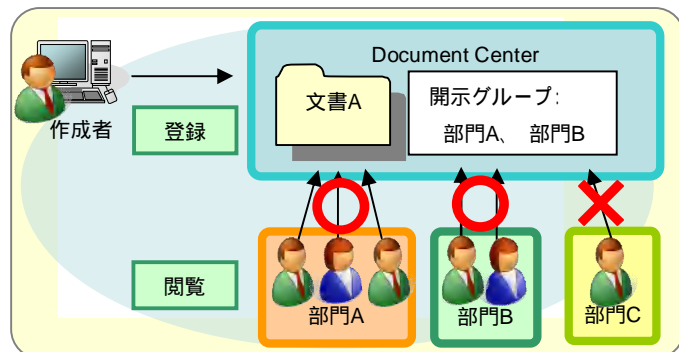 Document Center
文書A
開示グループ:
部門A、 部門B
作成者
登録
閲覧
部門A
部門B
部門C